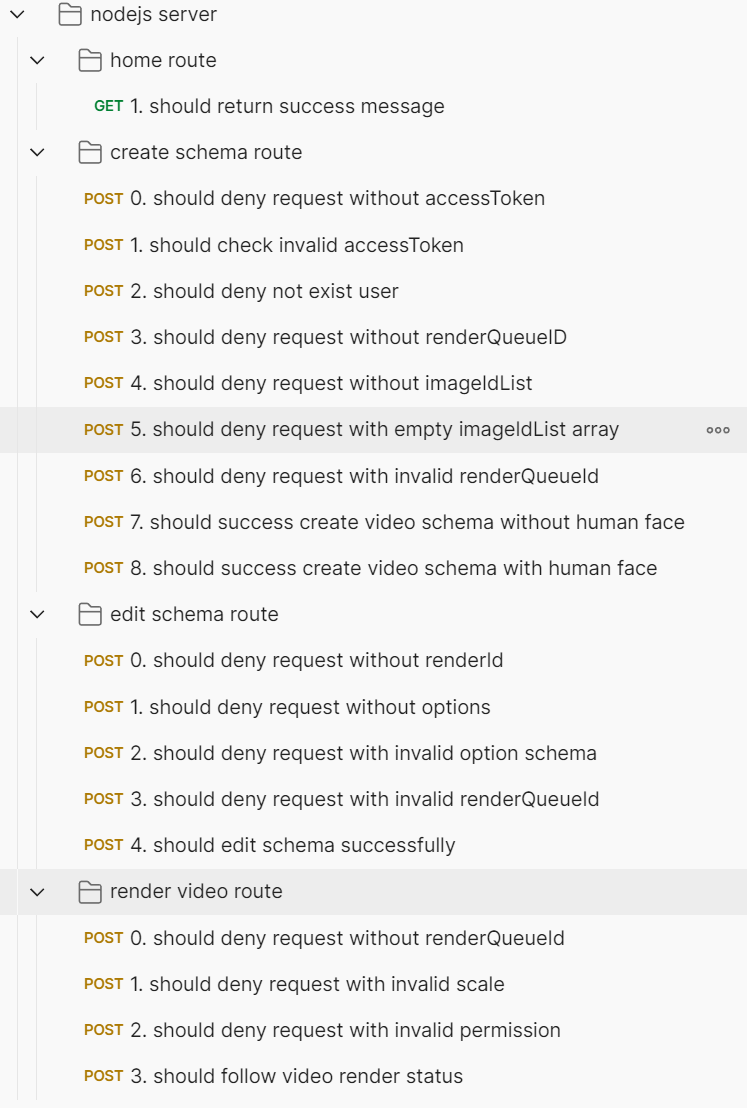 nodejs server
home route
GET 1. should return success message
create schema route
POST 0. should deny request without accessToken
POST 1. should check invalid accessToken
POST 2. should deny not exist user
POST 3. should deny request without renderQueueID
POST 4. should deny request without imageIdList
POST 5. should deny request with empty imageIdList array
POST 6. should deny request with invalid renderQueueId
POST 7. should success create video schema without human face
POST 8. should success create video schema with human face
edit schema route
POST 0. should deny request without renderId
POST 1. should deny request without options
POST 2. should deny request with invalid option schema
POST 3. should deny request with invalid renderQueueId
POST 4. should edit schema successfully
render video route
POST 0. should deny request without renderQueueId
POST 1. should deny request with invalid scale
POST 2. should deny request with invalid permission
POST 3. should follow video render status